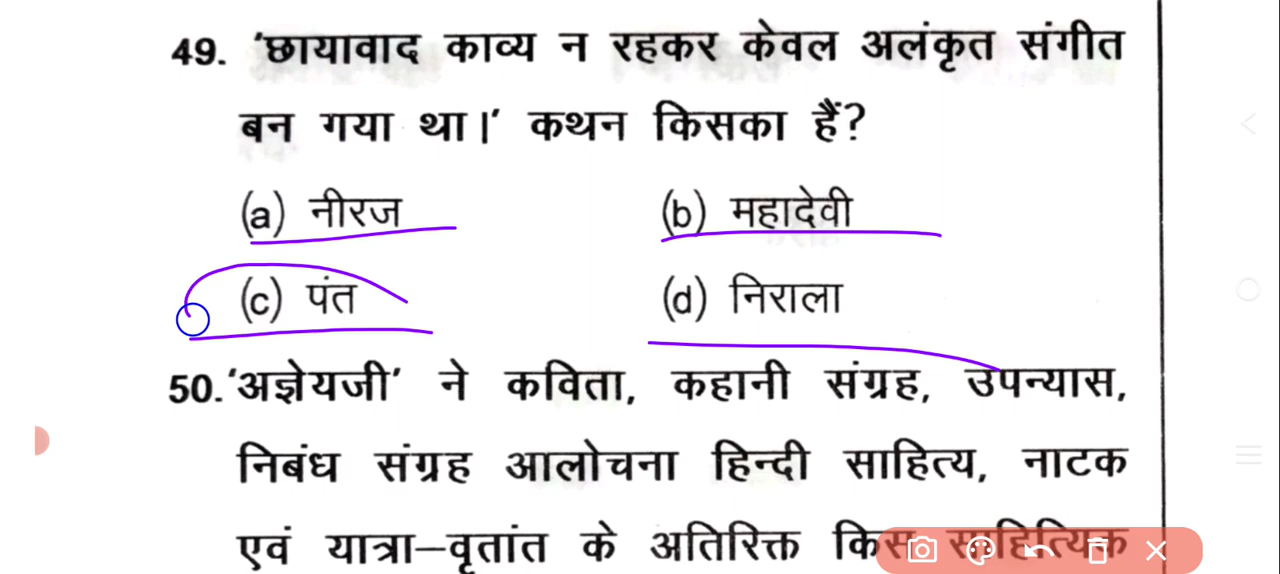 49. 'छायावाद काव्य न रहकर केवल अलंकृत संगीत
बन गया था।' कथन किसका हैं?
(a) नीरज (b) महादेवी
(c) पंत (d) निराला
50. 'अज्ञेयजी' ने कविता, कहानी संग्रह, उपन्यास,
निबंध संग्रह आलोचना हिन्दी साहित्य, नाटक
एवं यात्रा–वृतांत के अतिरिक्त किस साहित्यिक